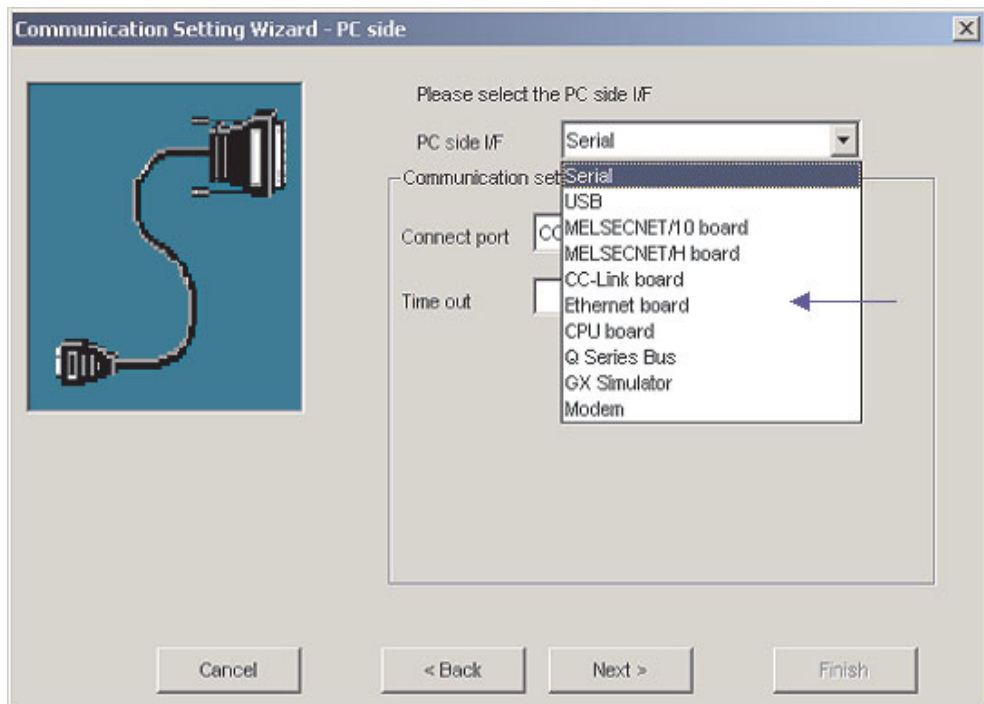 Communication Setting Wizard - PC side
Please select the PC side I/F
PC side I/F
Serial
Communication
Serial
USB
MELSECNET/10 board
Connect port
MELSECNET/H board
CC-Link board
Time out
Ethernet board
CPU board
Q Series Bus
GX Simulator
Modem
Cancel
< Back
Next >
Finish